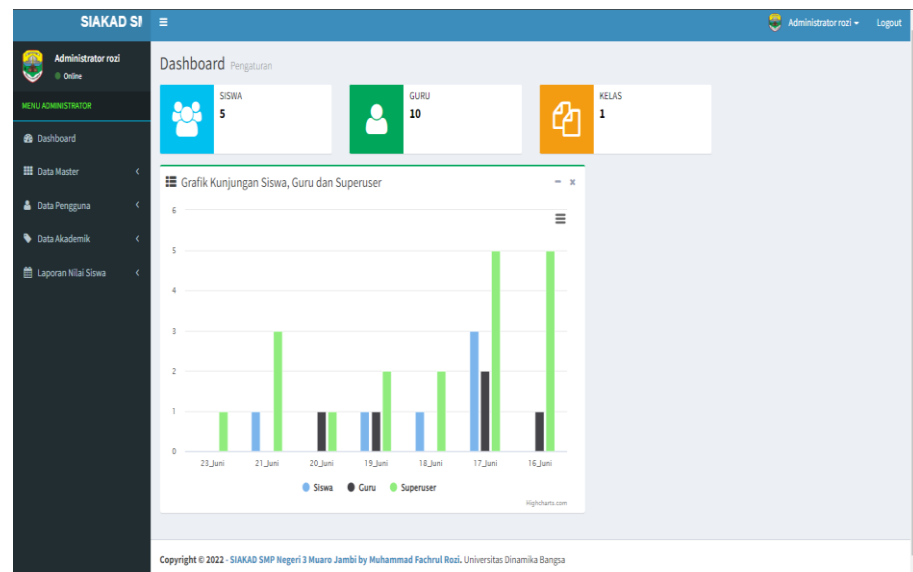 SIAKAD SI
Administrator rozi
Logout
Administrator rozi
Online
MENU ADMINISTRATOR
Dashboard
Data Master
Data Pengguna
Data Akademik
Laporan Nilai Siswa
Dashboard Pengaturan
SISWA
5
GURU
10
KELAS
1
Grafik Kunjungan Siswa, Guru dan Superuser
6
5
4
3
2
1
0
23_Juni 21_Juni 20_Juni 19_Juni 18_Juni 17_Juni 16_Juni
Siswa Guru Superuser
Highcharts.com
Copyright © 2022 - SIAKAD SMP Negeri 3 Muaro Jambi by Muhammad Fachrul Rozi. Universitas Dinamika Bangsa